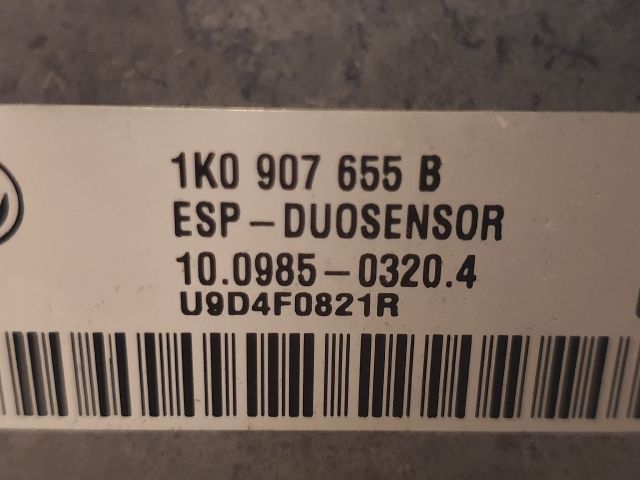 1K0 907 655 B
ESP-DUOSENSOR
10.0985-0320.4
U9D4F0821R